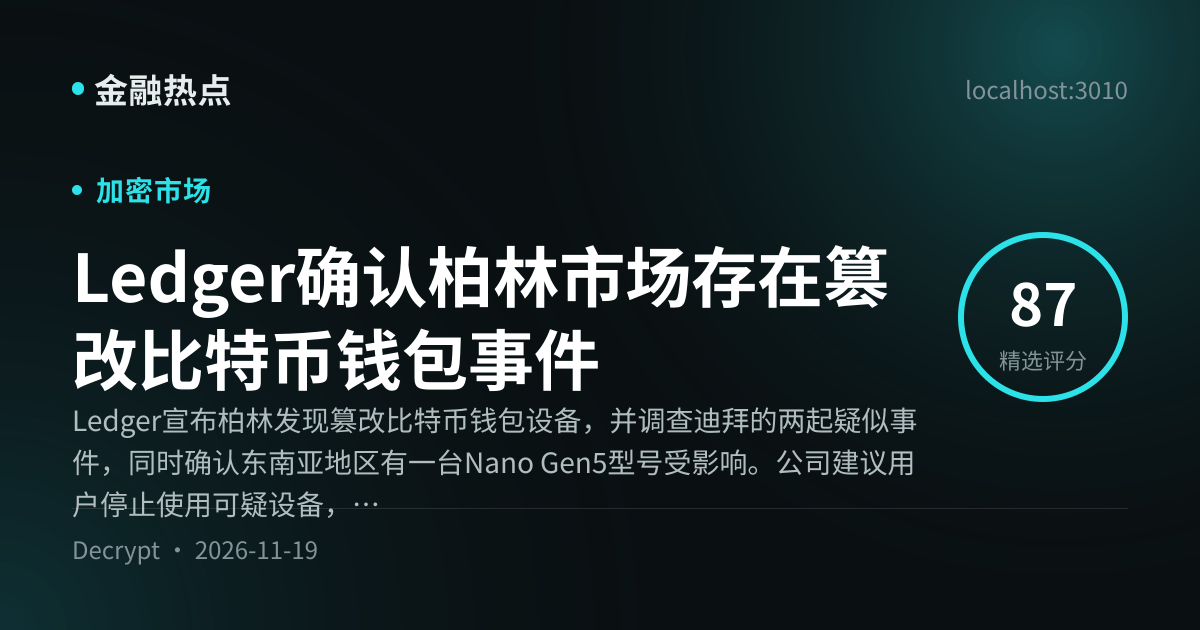 金融热点
localhost:3010
加密市场
Ledger确认柏林市场存在篡
改比特币钱包事件
87
精选评分
Ledger宣布柏林发现篡改比特币钱包设备，并调查迪拜的两起疑似事
件，同时确认东南亚地区有一台Nano Gen5型号受影响。公司建议用
户停止使用可疑设备，…
Decrypt · 2026-11-19